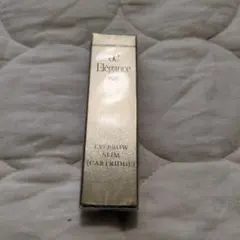 Elégance
EYEBROW
SLIM
[CARTRIDGE]